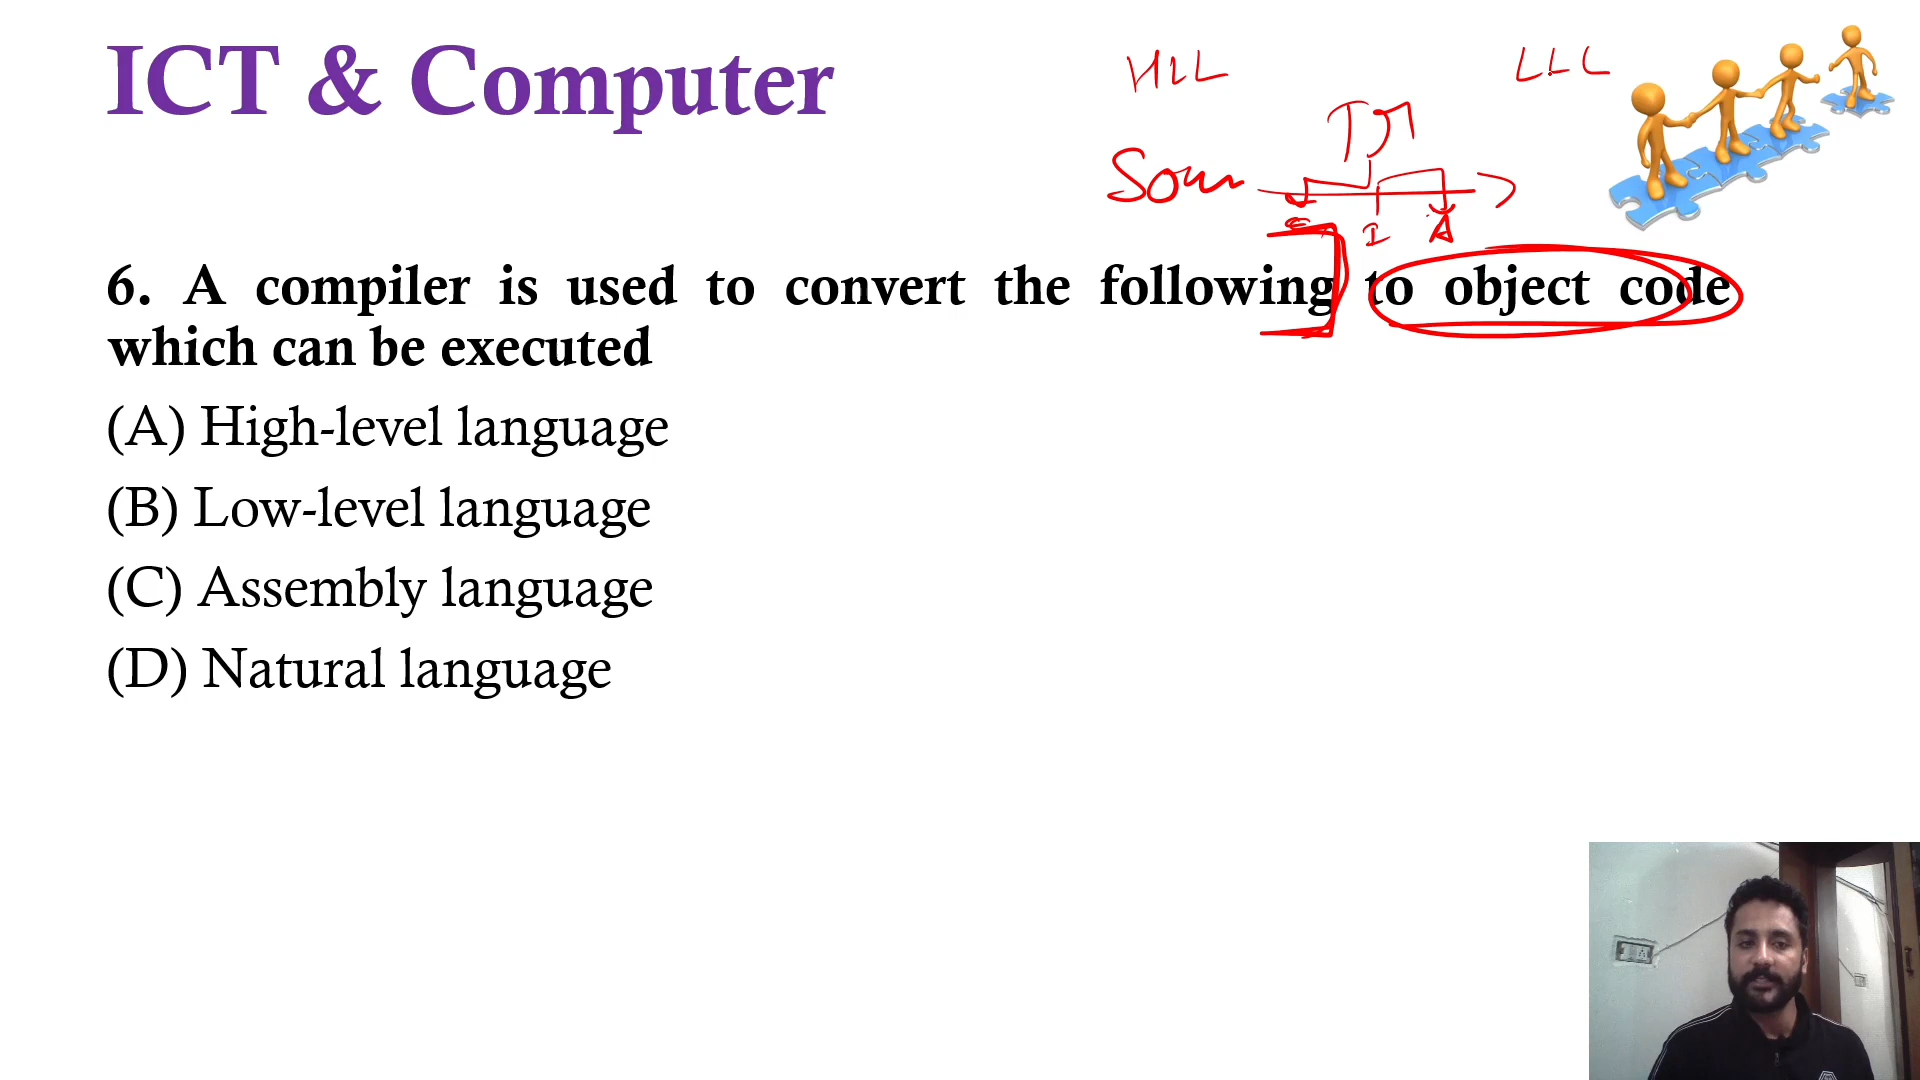 ICT & Computer
HLL
LLL
Sour
C
I
A
6. A compiler is used to convert the following to object code
which can be executed
(A) High-level language
(B) Low-level language
(C) Assembly language
(D) Natural language